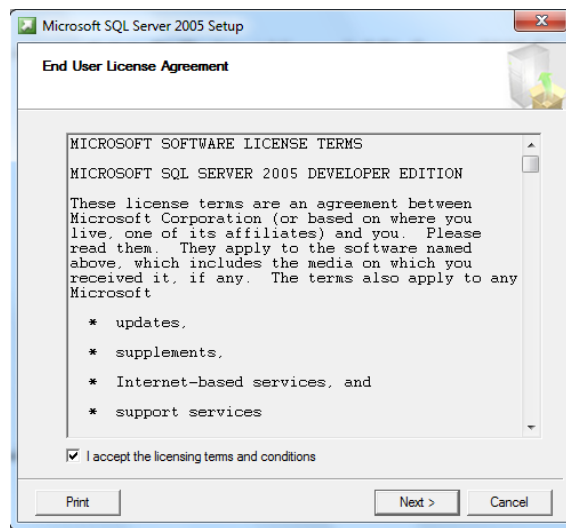 Microsoft SQL Server 2005 Setup
End User License Agreement
MICROSOFT SOFTWARE LICENSE TERMS
MICROSOFT SQL SERVER 2005 DEVELOPER EDITION
These license terms are an agreement between
Microsoft Corporation (or based on where you
live, one of its affiliates) and you.  Please
read them.  They apply to the software named
above, which includes the media on which you
received it, if any.  The terms also apply to any
Microsoft
* updates,
* supplements,
* Internet-based services, and
* support services
I accept the licensing terms and conditions
Print
Next >
Cancel